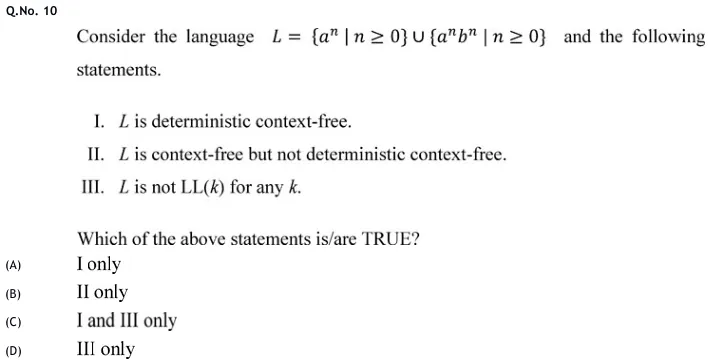 Q.No. 10
Consider the language L = {aⁿ | n ≥ 0} ∪ {aⁿbⁿ | n ≥ 0} and the following
statements.
I. L is deterministic context-free.
II. L is context-free but not deterministic context-free.
III. L is not LL(k) for any k.
Which of the above statements is/are TRUE?
(A) I only
(B) II only
(C) I and III only
(D) III only